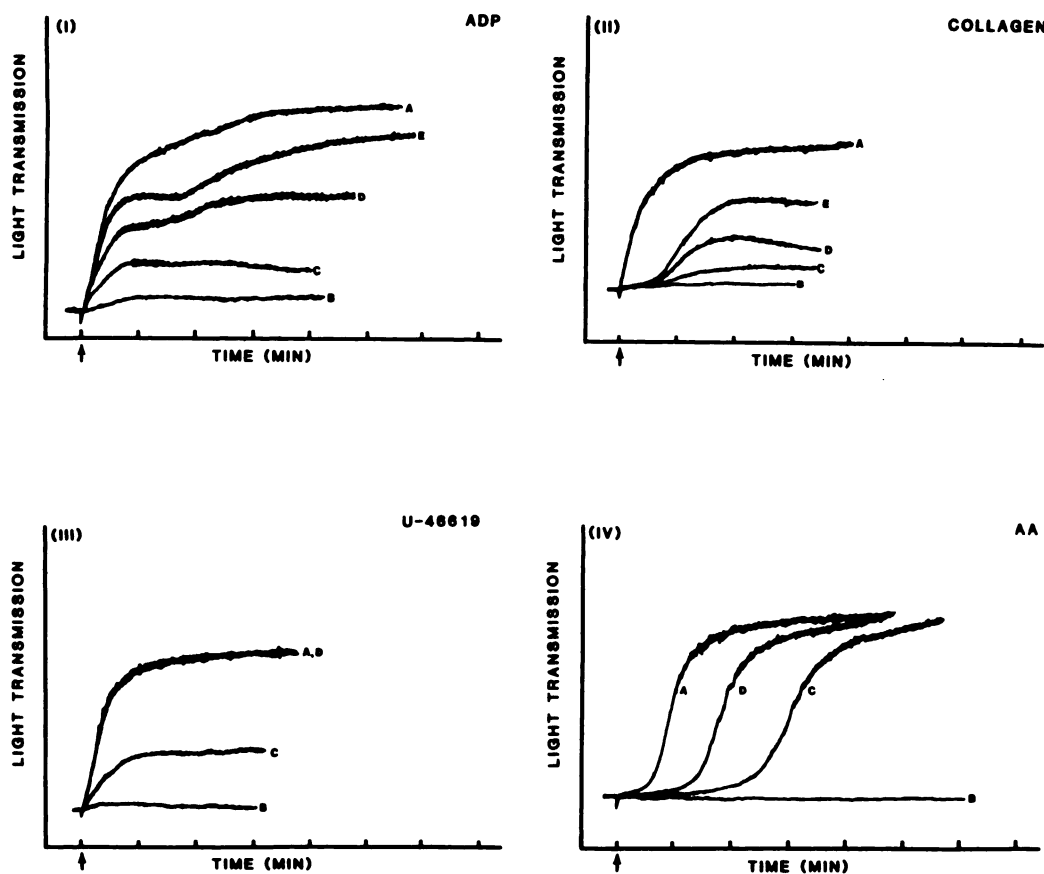 (I)
ADP
LIGHT TRANSMISSION
A
E
D
C
B
TIME (MIN)
(II)
COLLAGEN
LIGHT TRANSMISSION
A
E
D
C
B
TIME (MIN)
(III)
U-46619
LIGHT TRANSMISSION
A,D
C
B
TIME (MIN)
(IV)
AA
LIGHT TRANSMISSION
A
D
C
B
TIME (MIN)